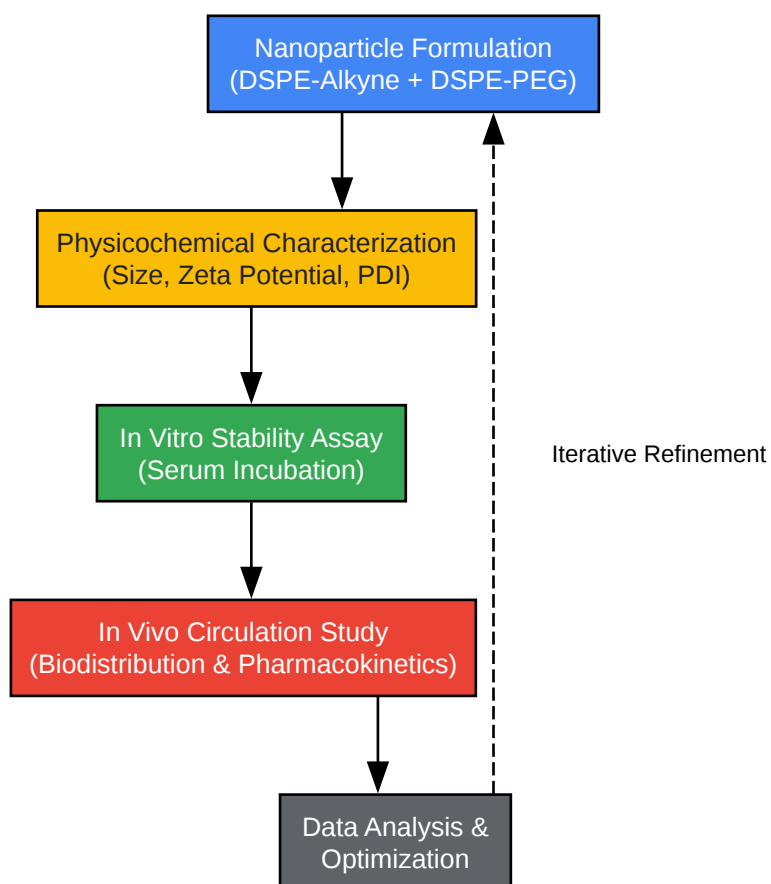 Nanoparticle Formulation
(DSPE-Alkyne + DSPE-PEG)
Physicochemical Characterization
(Size, Zeta Potential, PDI)
In Vitro Stability Assay
(Serum Incubation)
Iterative Refinement
In Vivo Circulation Study
(Biodistribution & Pharmacokinetics)
Data Analysis &
Optimization